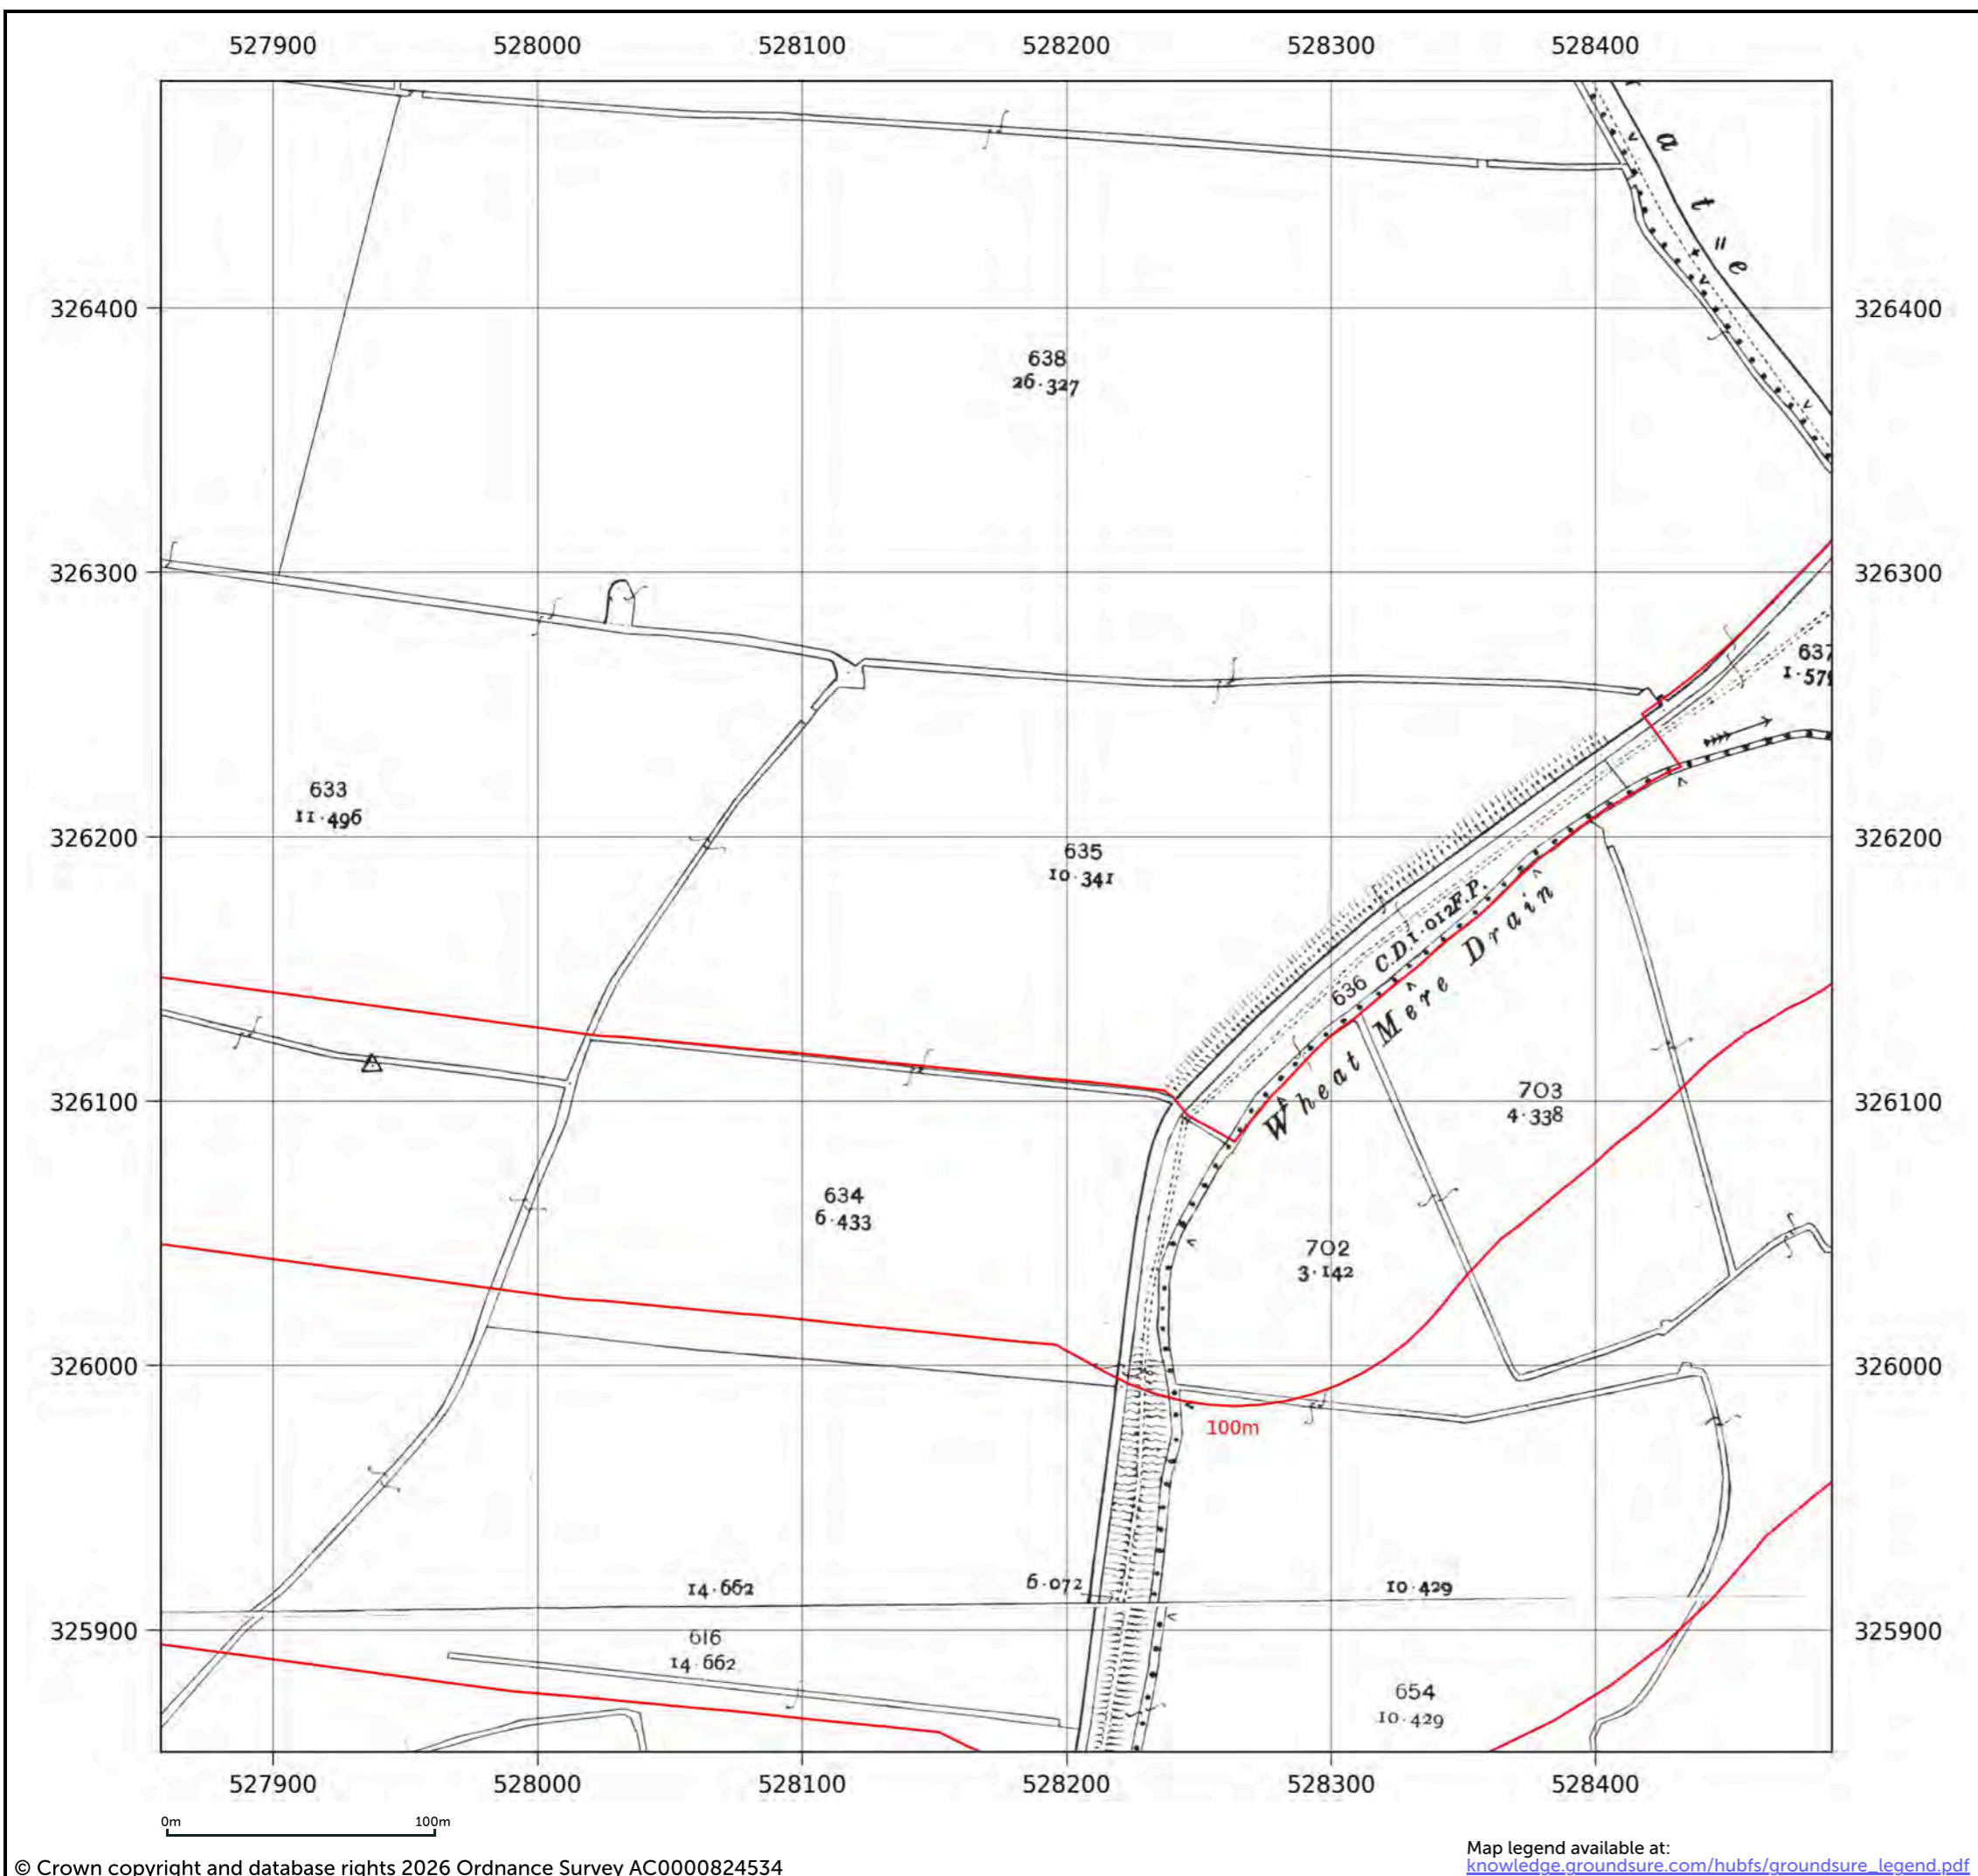 527900 528000 528100 528200 528300 528400
a
t
e
326400 326400
638
26·327
326300 326300
637
1·579
633
11·496
326200 326200
635
10·341
636 C.D.1·012 F.P.
Wheat Mere Drain
326100 326100
703
4·338
634
6·433
702
3·142
326000 326000
100m
14·662 6·072 10·429
325900 325900
616
14·662
654
10·429
527900 528000 528100 528200 528300 528400
0m 100m
Map legend available at:
© Crown copyright and database rights 2026 Ordnance Survey AC0000824534
knowledge.groundsure.com/hubfs/groundsure_legend.pdf